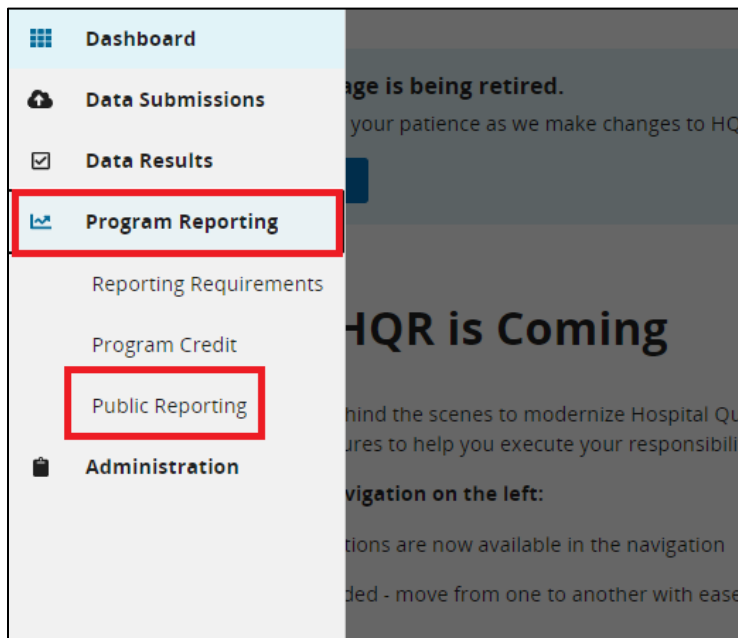 Dashboard
age is being retired.
Data Submissions
your patience as we make changes to HQ
Data Results
Program Reporting
Reporting Requirements
HQR is Coming
Program Credit
Public Reporting
hind the scenes to modernize Hospital Qu
ures to help you execute your responsibili
Administration
vigation on the left:
tions are now available in the navigation
ded - move from one to another with ease